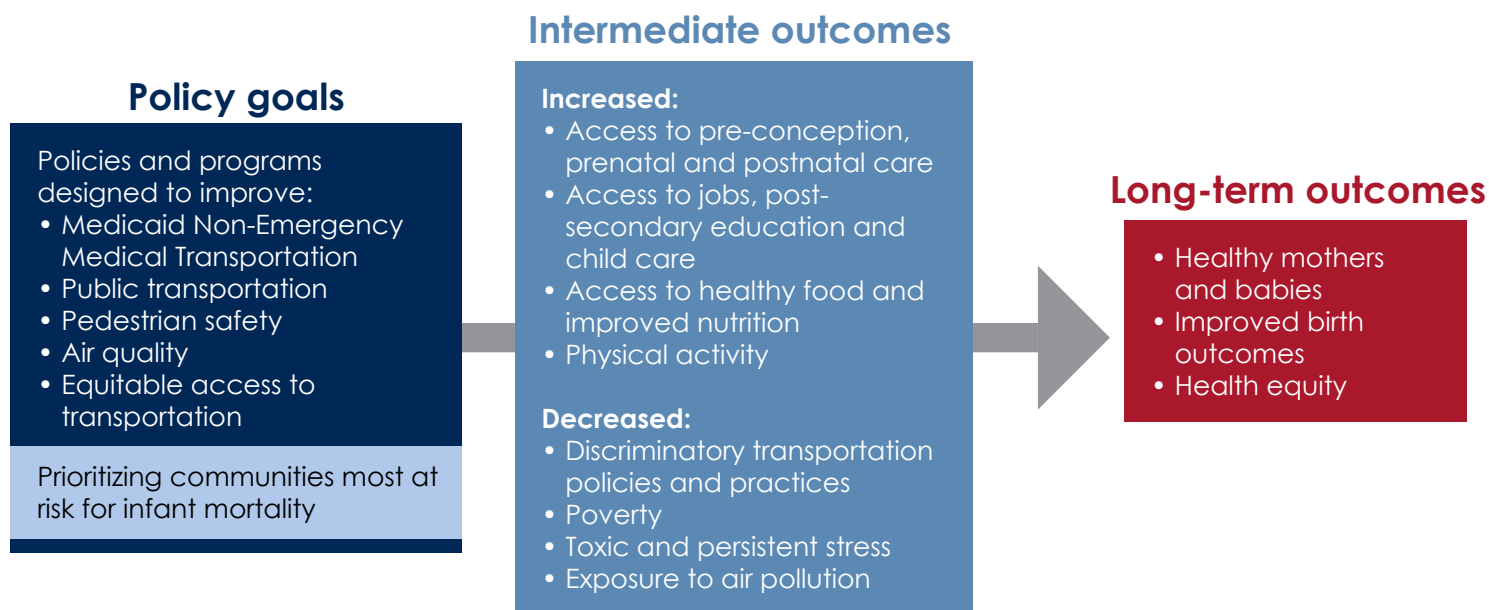 Policy goals
Policies and programs
designed to improve:
• Medicaid Non-Emergency
Medical Transportation
• Public transportation
• Pedestrian safety
• Air quality
• Equitable access to
transportation
Prioritizing communities most at
risk for infant mortality
Intermediate outcomes
Increased:
• Access to pre-conception,
prenatal and postnatal care
• Access to jobs, post-
secondary education and
child care
• Access to healthy food and
improved nutrition
• Physical activity
Decreased:
• Discriminatory transportation
policies and practices
• Poverty
• Toxic and persistent stress
• Exposure to air pollution
Long-term outcomes
• Healthy mothers
and babies
• Improved birth
outcomes
• Health equity